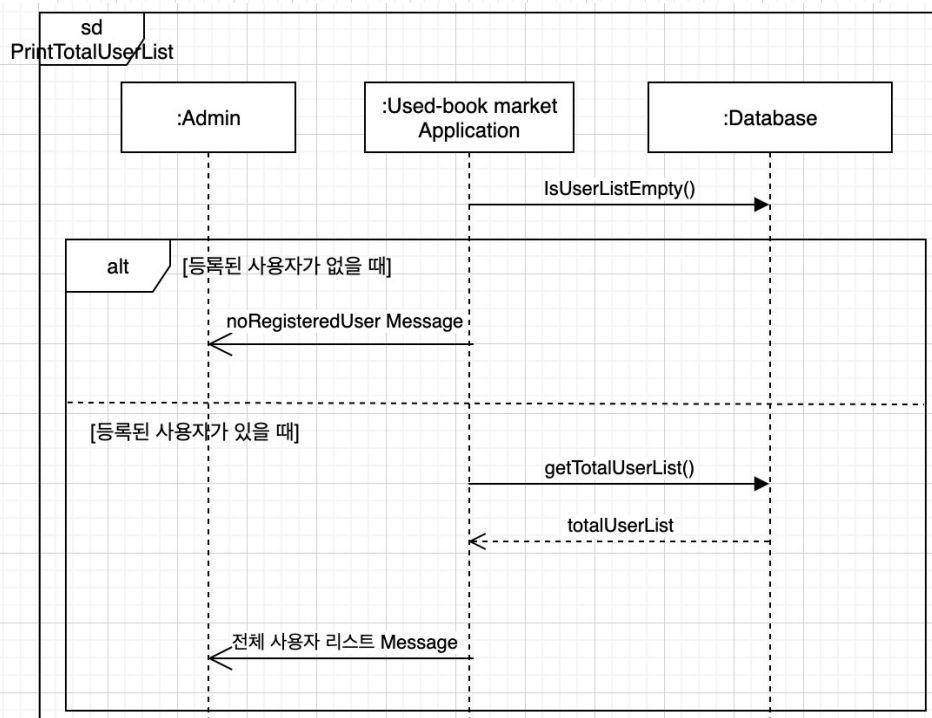 sd
PrintTotalUserList
:Admin
:Used-book market
Application
:Database
IsUserListEmpty()
alt
[등록된 사용자가 없을 때]
noRegisteredUser Message
[등록된 사용자가 있을 때]
getTotalUserList()
totalUserList
전체 사용자 리스트 Message